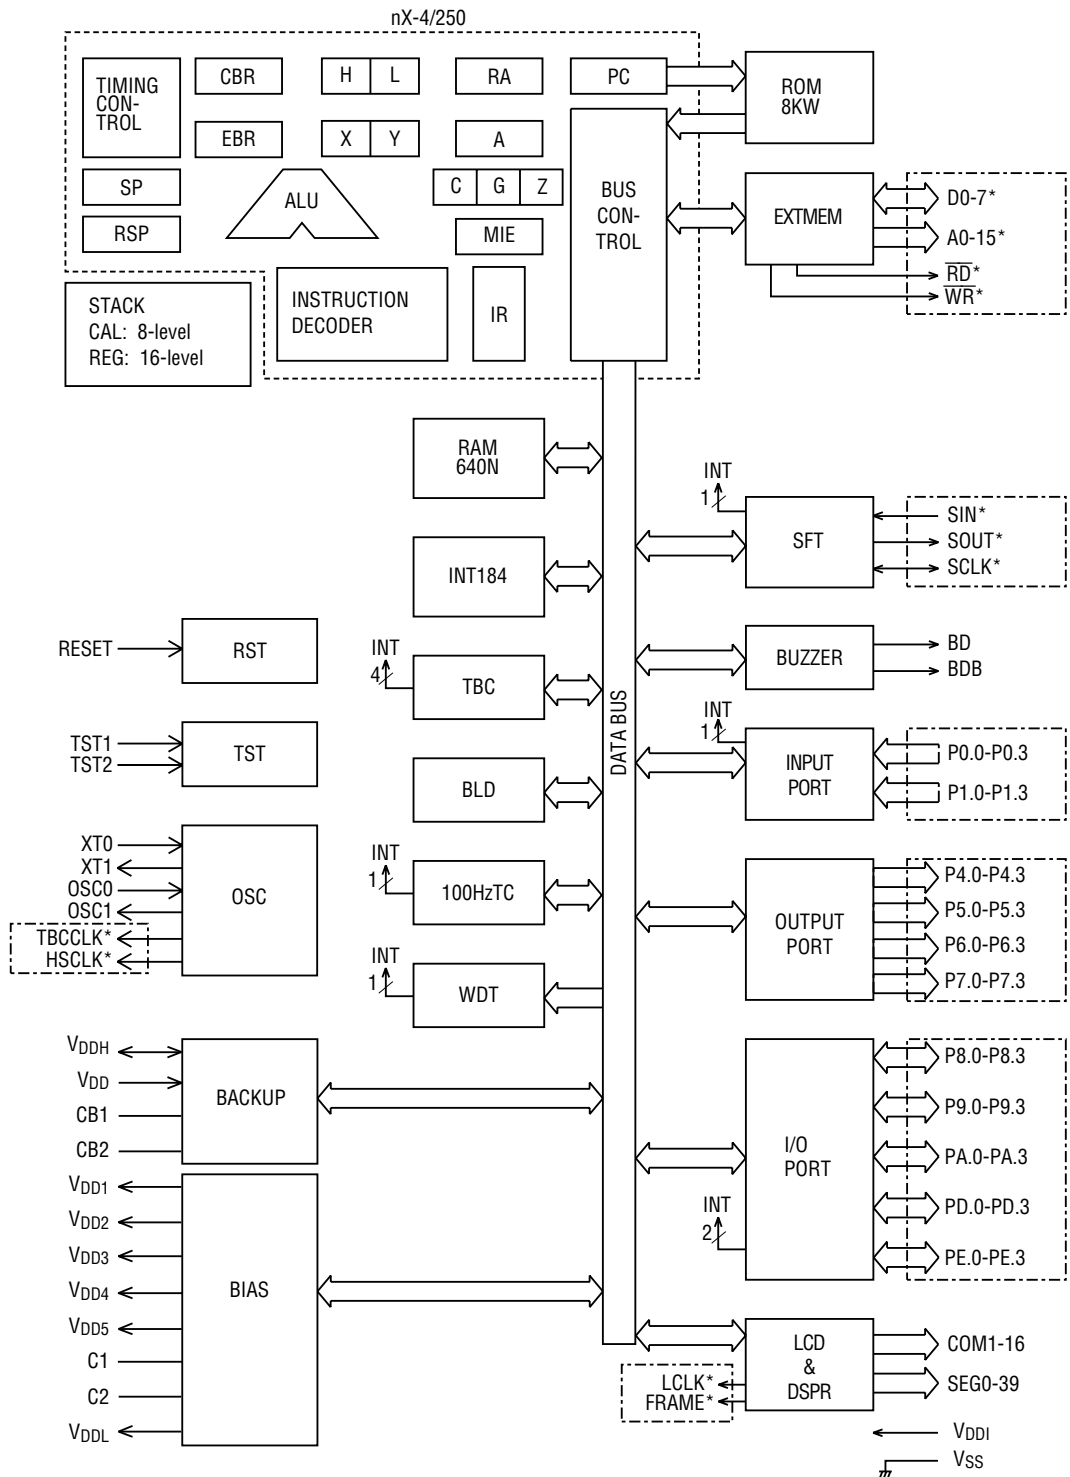 nX-4/250
TIMING
CON-
TROL
CBR
H L
RA
PC
ROM
8KW
EBR
X Y
A
SP
ALU
C G Z
BUS
CON-
TROL
EXTMEM
D0-7*
A0-15*
RD*
WR*
RSP
MIE
STACK
CAL: 8-level
REG: 16-level
INSTRUCTION
DECODER
IR
RAM
640N
INT
1
SFT
SIN*
SOUT*
SCLK*
INT184
RESET
RST
INT
4
TBC
BUZZER
BD
BDB
DATA BUS
TST1
TST2
TST
INT
1
INPUT
PORT
P0.0-P0.3
P1.0-P1.3
BLD
XT0
XT1
OSC0
OSC1
TBCCLK*
HSCLK*
OSC
INT
1
100HzTC
OUTPUT
PORT
P4.0-P4.3
P5.0-P5.3
P6.0-P6.3
P7.0-P7.3
INT
1
WDT
VDDH
VDD
CB1
CB2
BACKUP
I/O
PORT
P8.0-P8.3
P9.0-P9.3
PA.0-PA.3
PD.0-PD.3
PE.0-PE.3
INT
2
VDD1
VDD2
VDD3
VDD4
VDD5
C1
C2
VDDL
BIAS
LCD
&
DSPR
COM1-16
SEG0-39
LCLK*
FRAME*
VDDI
VSS